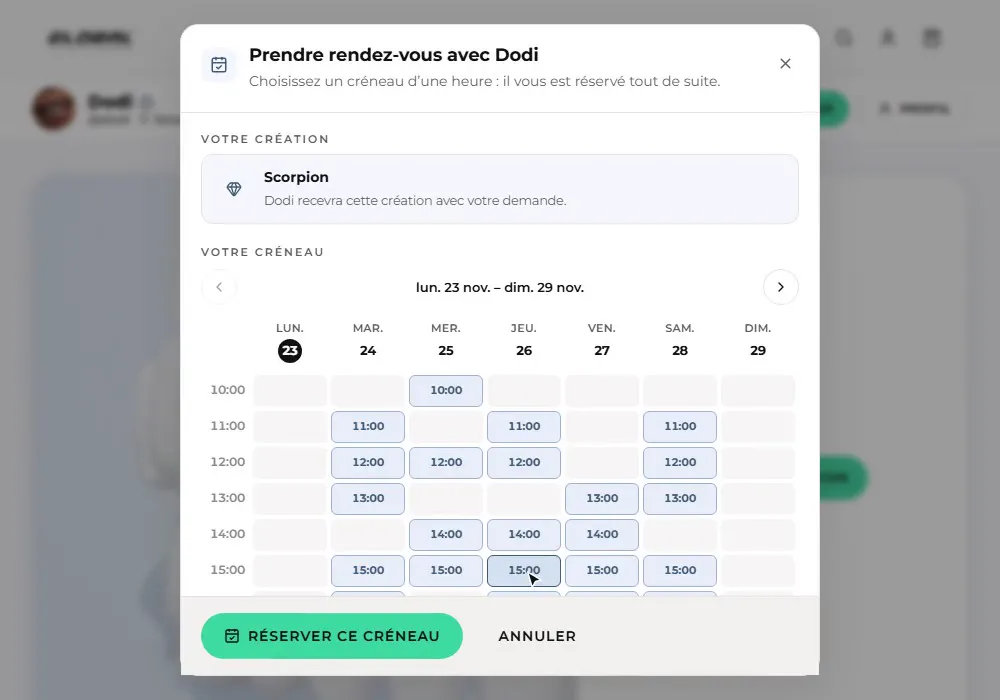 Prendre rendez-vous avec Dodi
Choisissez un créneau d’une heure : il vous est réservé tout de suite.
Dodi
PROFIL
VOTRE CRÉATION
Scorpion
Dodi recevra cette création avec votre demande.
VOTRE CRÉNEAU
lun. 23 nov. – dim. 29 nov.
LUN. MAR. MER. JEU. VEN. SAM. DIM.
23 24 25 26 27 28 29
10:00 10:00
11:00 11:00 11:00 11:00
12:00 12:00 12:00 12:00 12:00
13:00 13:00 13:00 13:00
14:00 14:00 14:00 14:00
15:00 15:00 15:00 15:00 15:00 15:00
RÉSERVER CE CRÉNEAU ANNULER